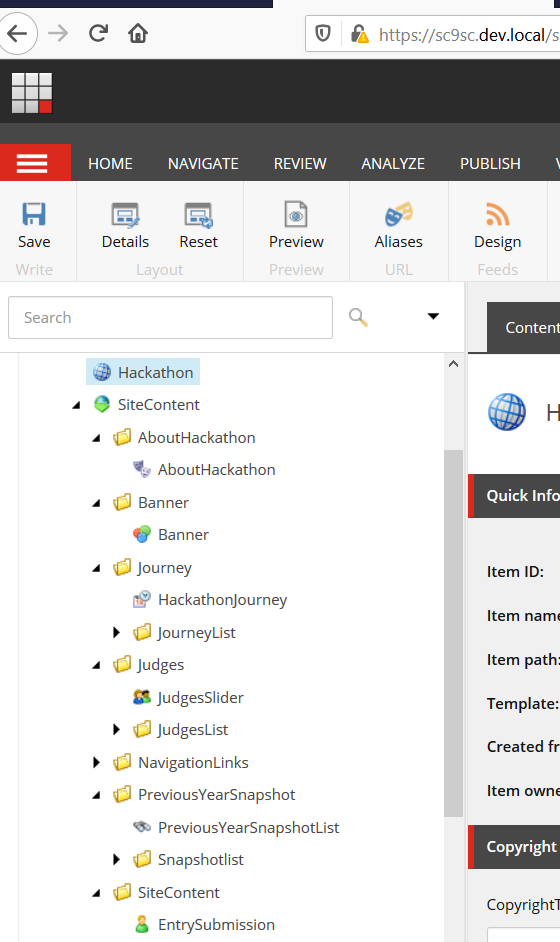 https://sc9sc.dev.local/s
HOME NAVIGATE REVIEW ANALYZE PUBLISH V
Save Details Reset Preview Aliases Design
Write Layout Preview URL Feeds
Search
Content
Hackathon
H
SiteContent
AboutHackathon
AboutHackathon
Quick Info
Banner
Banner
Journey
Item ID:
HackathonJourney
Item name
JourneyList
Item path:
Judges
JudgesSlider
Template:
JudgesList
Created fr
NavigationLinks
Item owne
PreviousYearSnapshot
PreviousYearSnapshotList
Copyright
Snapshotlist
SiteContent
CopyrightT
EntrySubmission